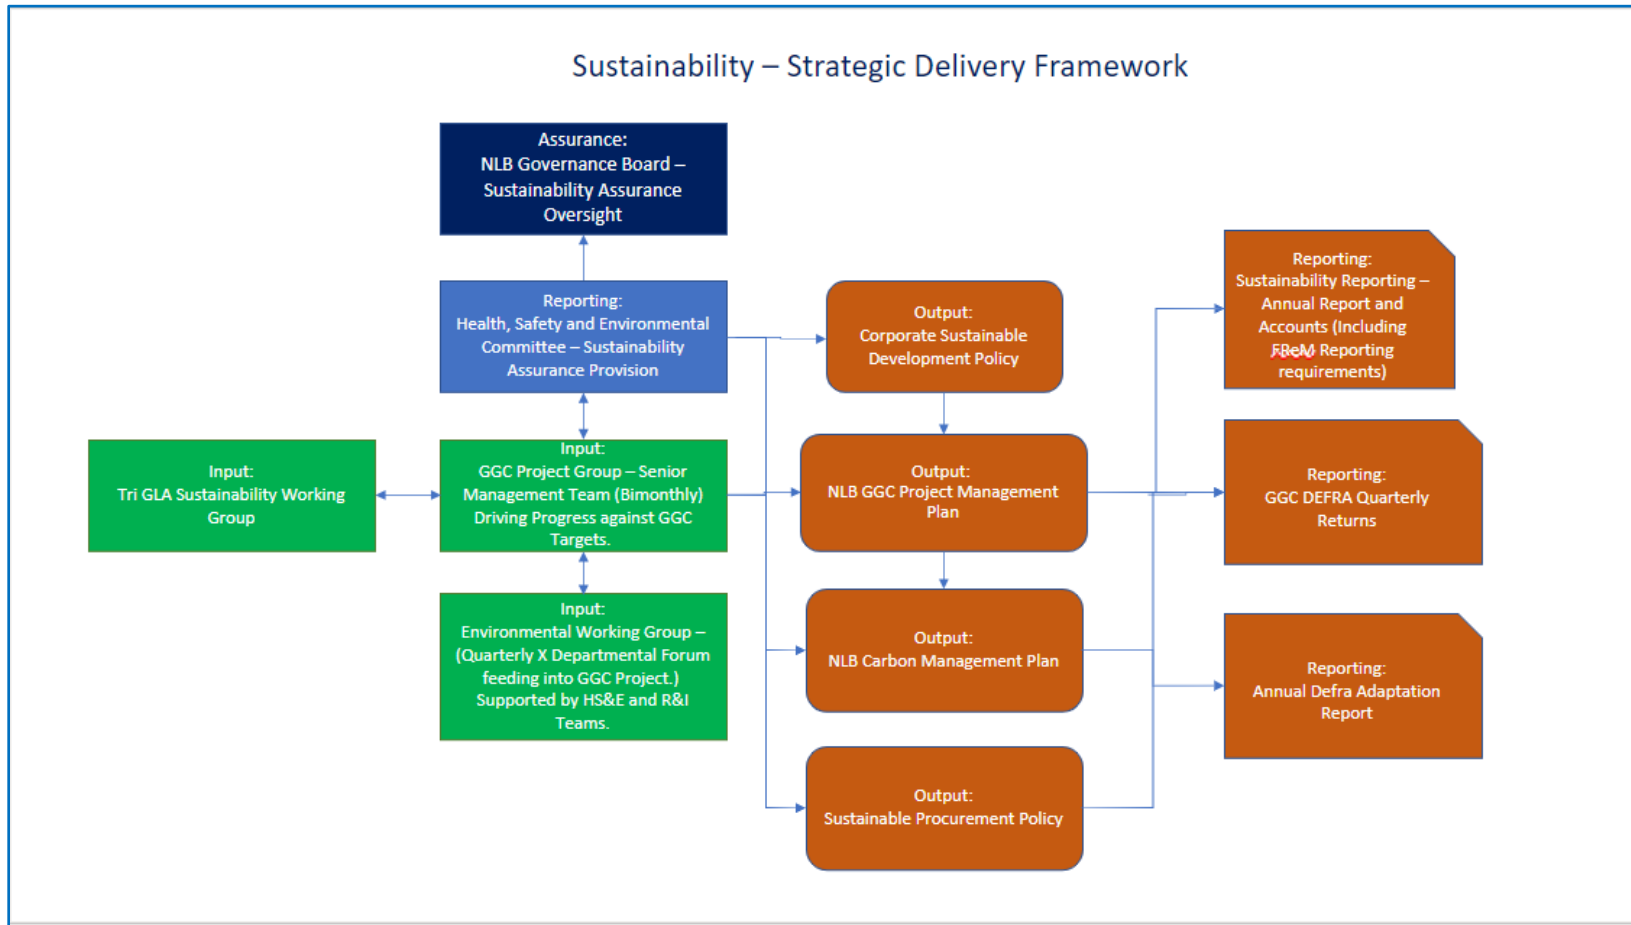 Sustainability – Strategic Delivery Framework
Assurance:
NLB Governance Board –
Sustainability Assurance
Oversight
Reporting:
Health, Safety and Environmental
Committee – Sustainability
Assurance Provision
Output:
Corporate Sustainable
Development Policy
Reporting:
Sustainability Reporting –
Annual Report and
Accounts (Including
FReM Reporting
requirements)
Input:
Tri GLA Sustainability Working
Group
Input:
GGC Project Group – Senior
Management Team (Bimonthly)
Driving Progress against GGC
Targets.
Output:
NLB GGC Project Management
Plan
Reporting:
GGC DEFRA Quarterly
Returns
Input:
Environmental Working Group –
(Quarterly X Departmental Forum
feeding into GGC Project.)
Supported by HS&E and R&I
Teams.
Output:
NLB Carbon Management Plan
Reporting:
Annual Defra Adaptation
Report
Output:
Sustainable Procurement Policy